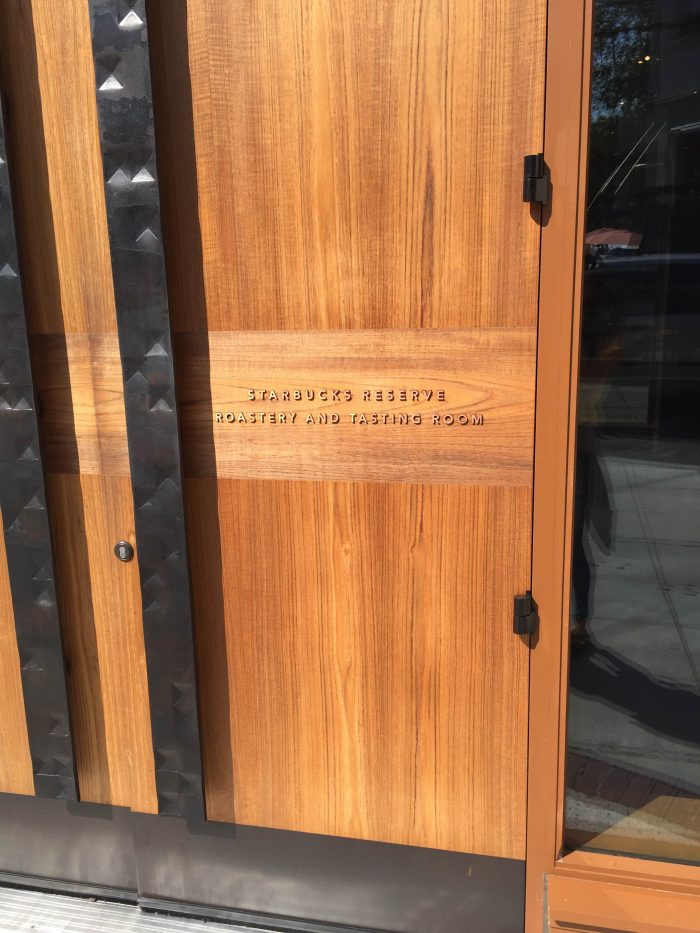 STARBUCKS RESERVE
ROASTERY AND TASTING ROOM